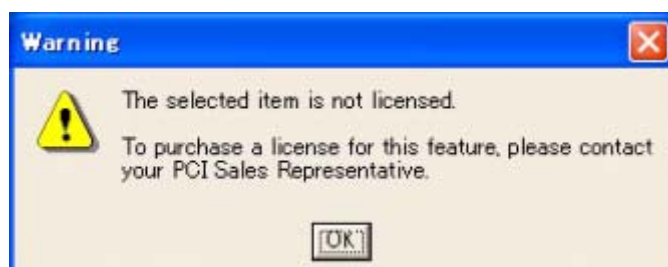 Warning
The selected item is not licensed.
To purchase a license for this feature, please contact
your PCI Sales Representative.
OK